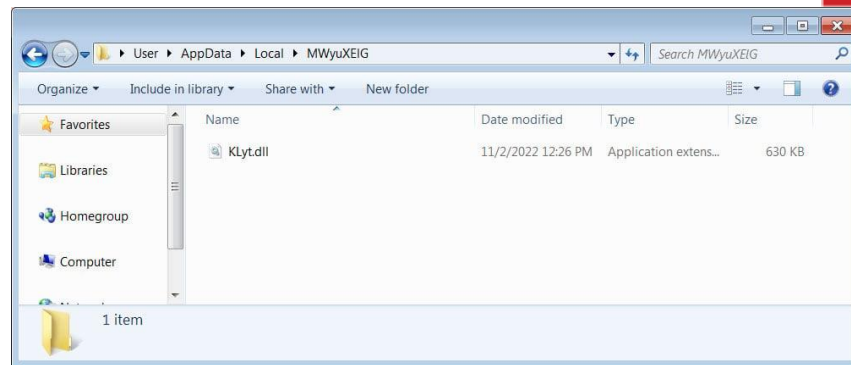 User ▸ AppData ▸ Local ▸ MWyuXEIG
Search MWyuXEIG
Organize Include in library Share with New folder
Favorites
Libraries
Homegroup
Computer
Name Date modified Type Size
KLyt.dll 11/2/2022 12:26 PM Application extens... 630 KB
1 item